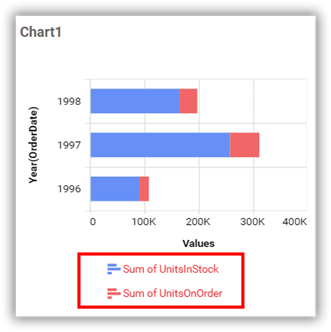 Chart1
Year(OrderDate)
1998
1997
1996
0 100K 200K 300K 400K
Values
Sum of UnitsInStock
Sum of UnitsOnOrder